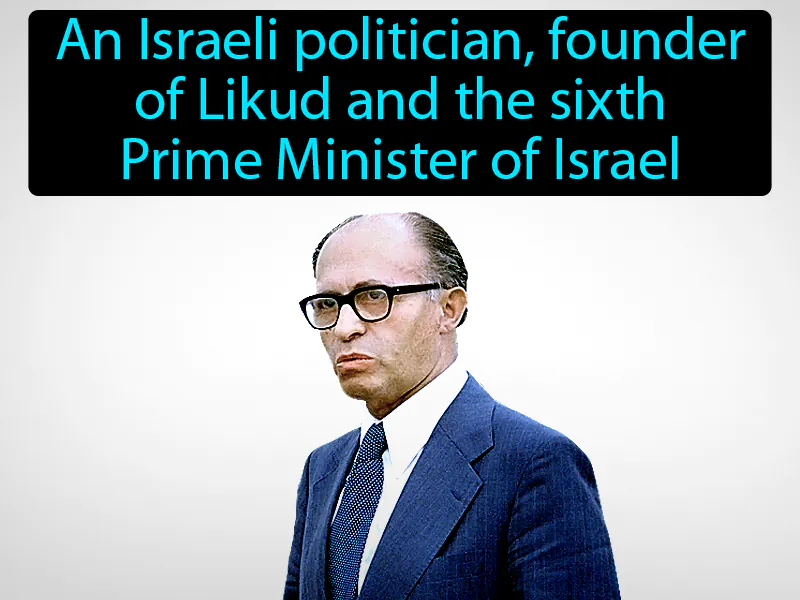 An Israeli politician, founder
of Likud and the sixth
Prime Minister of Israel